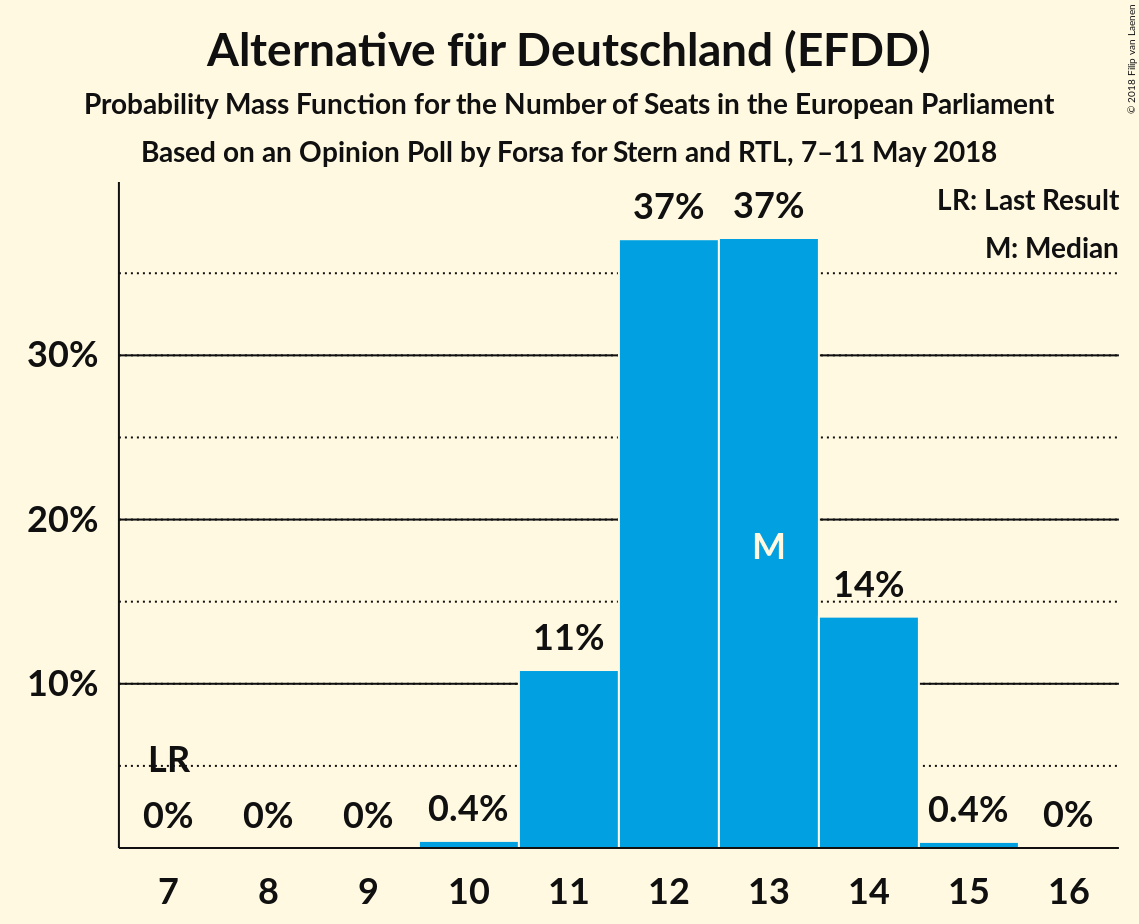 Alternative für Deutschland (EFDD)
Probability Mass Function for the Number of Seats in the European Parliament
Based on an Opinion Poll by Forsa for Stern and RTL, 7–11 May 2018
© 2018 Filip van Laenen
LR: Last Result
M: Median
37% 37%
30%
20%
M
14%
11%
10%
LR
0% 0% 0% 0.4% 0.4% 0%
7 8 9 10 11 12 13 14 15 16